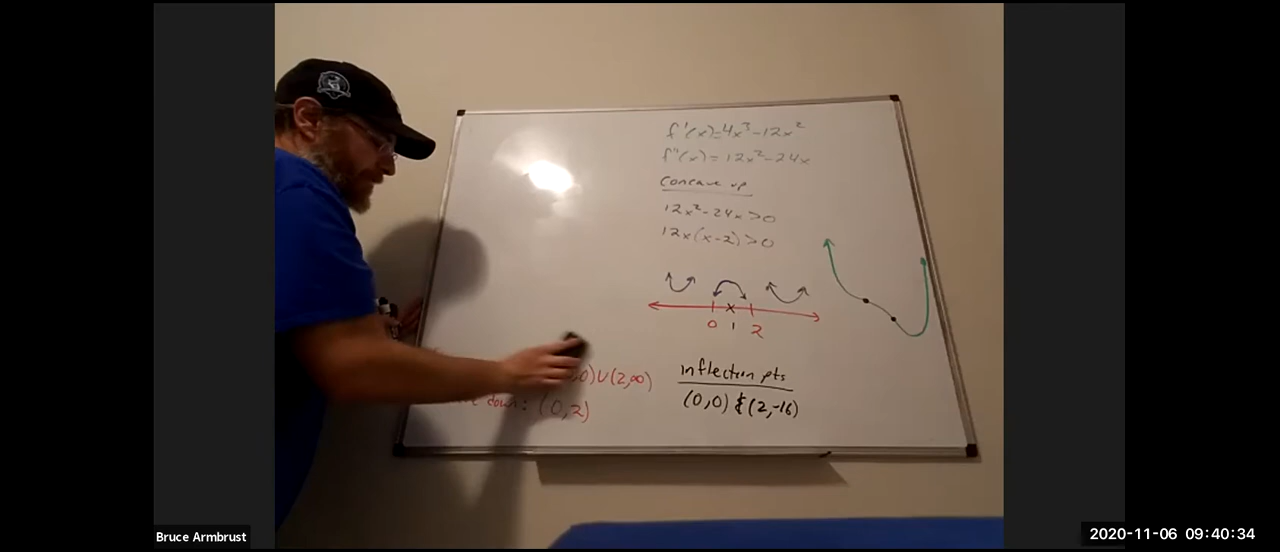 f'(x)=4x³-12x²
f"(x)=12x²-24x
Concave up
12x²-24x>0
12x(x-2)>0
0 1 2
,0)∪(2,∞)
down: (0,2)
inflection pts
(0,0) & (2,-16)
Bruce Armbrust
2020-11-06 09:40:34